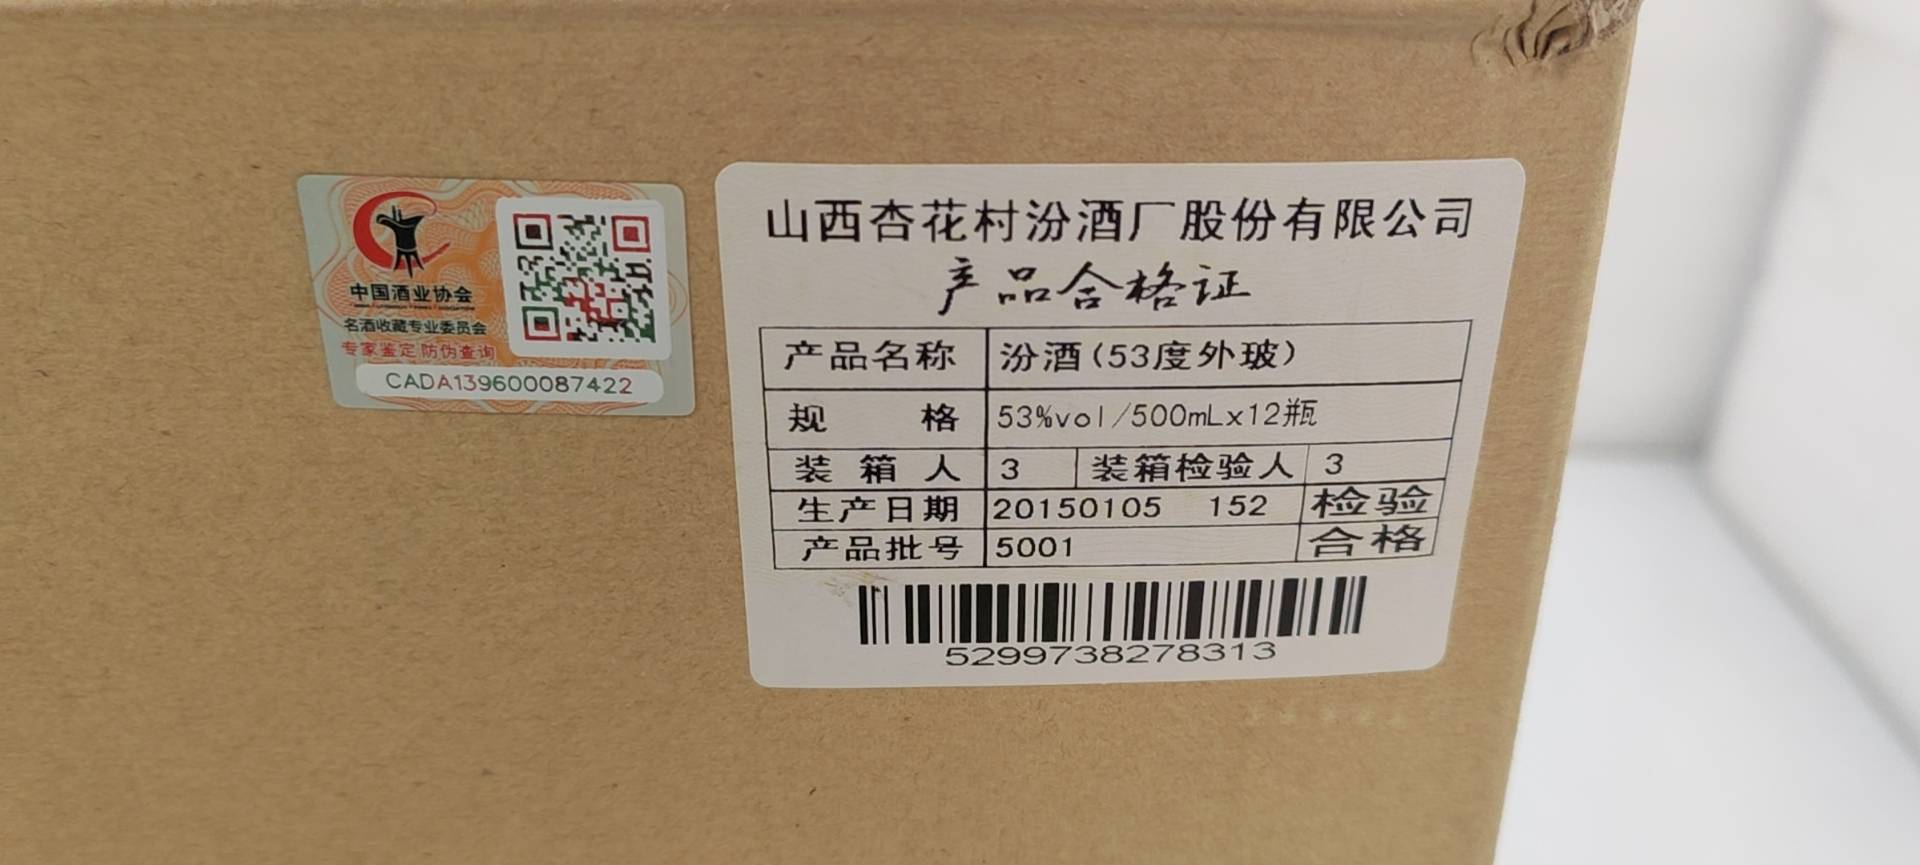 中国酒业协会
名酒收藏专业委员会
专家鉴定 防伪查询
CADA139600087422
山西杏花村汾酒厂股份有限公司
产品合格证
产品名称 汾酒(53度外玻)
规 格 53%vol/500mLx12瓶
装箱人 3 装箱检验人 3
生产日期 20150105 152 检验
产品批号 5001 合格
5299738278313